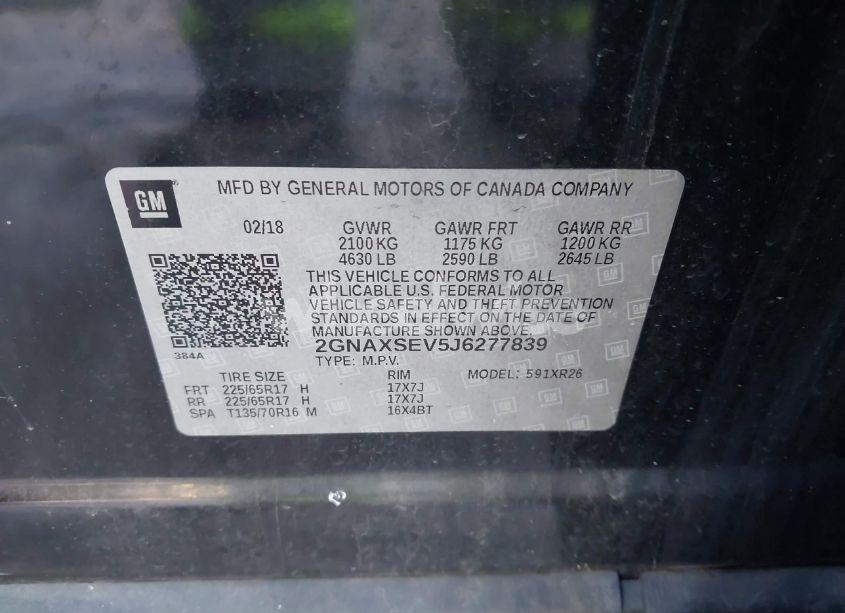 GM
MFD BY GENERAL MOTORS OF CANADA COMPANY
02/18 GVWR GAWR FRT GAWR RR
2100 KG 1175 KG 1200 KG
4630 LB 2590 LB 2645 LB
THIS VEHICLE CONFORMS TO ALL
APPLICABLE U.S. FEDERAL MOTOR
VEHICLE SAFETY AND THEFT PREVENTION
STANDARDS IN EFFECT ON THE DATE OF
MANUFACTURE SHOWN ABOVE.
384A
2GNAXSEV5J6277839
TYPE: M.P.V.
TIRE SIZE RIM MODEL: 591XR26
FRT 225/65R17 H 17X7J
RR 225/65R17 H 17X7J
SPA T135/70R16 M 16X4BT